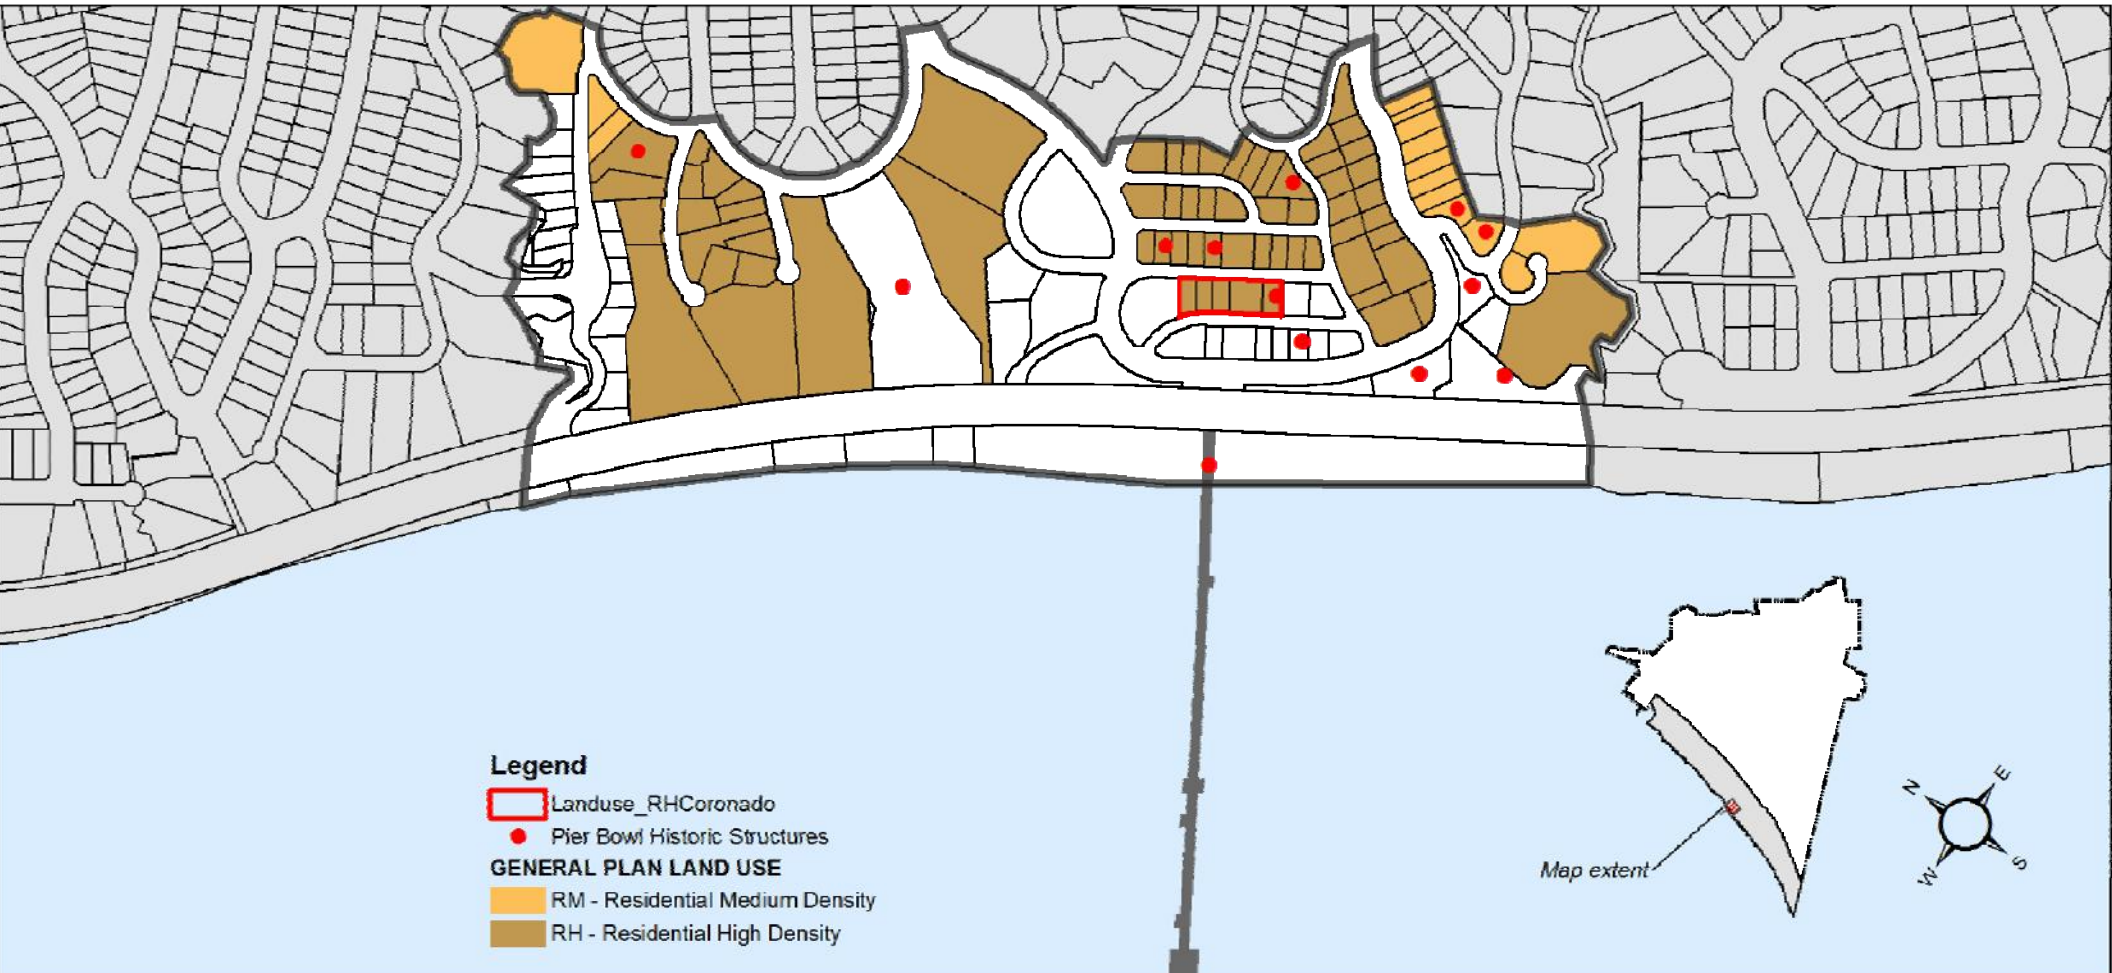 Legend
Landuse_RHCoronado
Pier Bowl Historic Structures
GENERAL PLAN LAND USE
RM - Residential Medium Density
RH - Residential High Density
Map extent
N
E
W
S